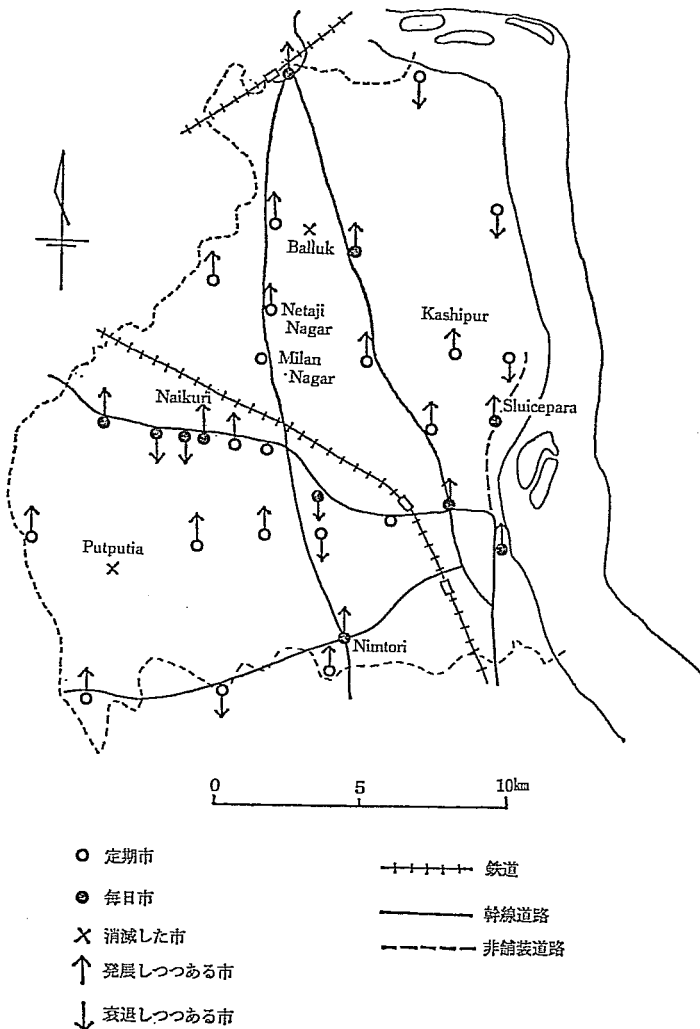 Balluk
Netaji
Nagar
Kashipur
Milan
Nagar
Naikuri
Sluicepara
Putputia
Nimtori
0 5 10km
定期市
毎日市
消滅した市
発展しつつある市
衰退しつつある市
鉄道
幹線道路
非舗装道路